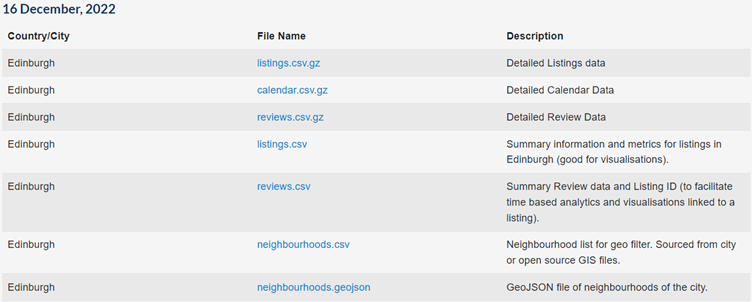 16 December, 2022
Country/City File Name Description
Edinburgh listings.csv.gz Detailed Listings data
Edinburgh calendar.csv.gz Detailed Calendar Data
Edinburgh reviews.csv.gz Detailed Review Data
Edinburgh listings.csv Summary information and metrics for listings in
Edinburgh (good for visualisations).
Edinburgh reviews.csv Summary Review data and Listing ID (to facilitate
time based analytics and visualisations linked to a
listing).
Edinburgh neighbourhoods.csv Neighbourhood list for geo filter. Sourced from city
or open source GIS files.
Edinburgh neighbourhoods.geojson GeoJSON file of neighbourhoods of the city.